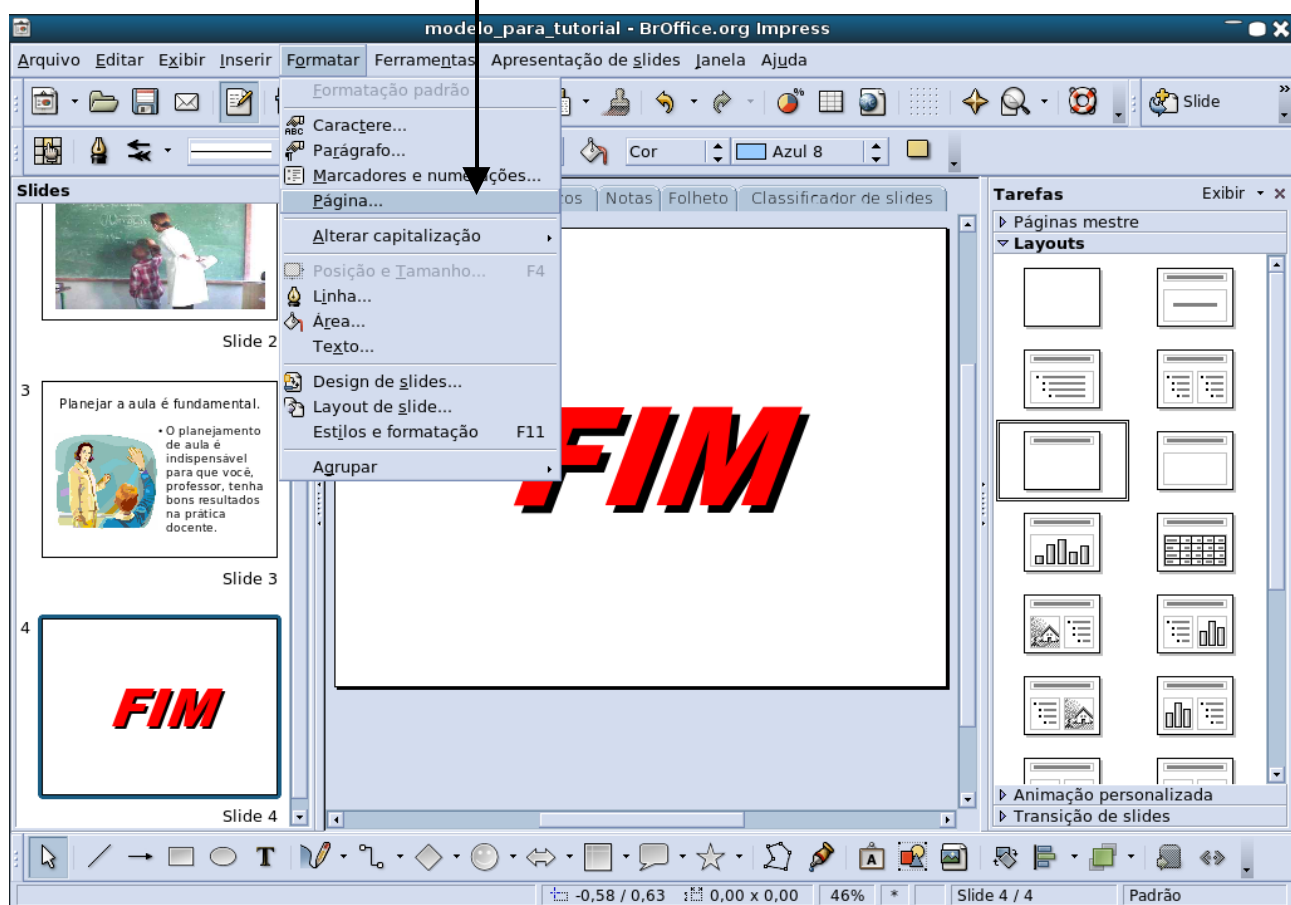 modelo_para_tutorial - BrOffice.org Impress
Arquivo Editar Exibir Inserir Formatar Ferramentas Apresentação de slides Janela Ajuda
Slide
Cor
Azul 8
Formatação padrão
Caractere...
Parágrafo...
Marcadores e numerações...
Página...
Alterar capitalização
Posição e Tamanho... F4
Linha...
Área...
Texto...
Design de slides...
Layout de slide...
Estilos e formatação F11
Agrupar
Slides
Slide 2
3
Planejar a aula é fundamental.
• O planejamento
de aula é
indispensável
para que você,
professor, tenha
bons resultados
na prática
docente.
Slide 3
4
FIM
Slide 4
Notas Folheto Classificador de slides
FIM
Tarefas Exibir
Páginas mestre
Layouts
Animação personalizada
Transição de slides
-0,58 / 0,63 0,00 x 0,00 46% * Slide 4 / 4 Padrão